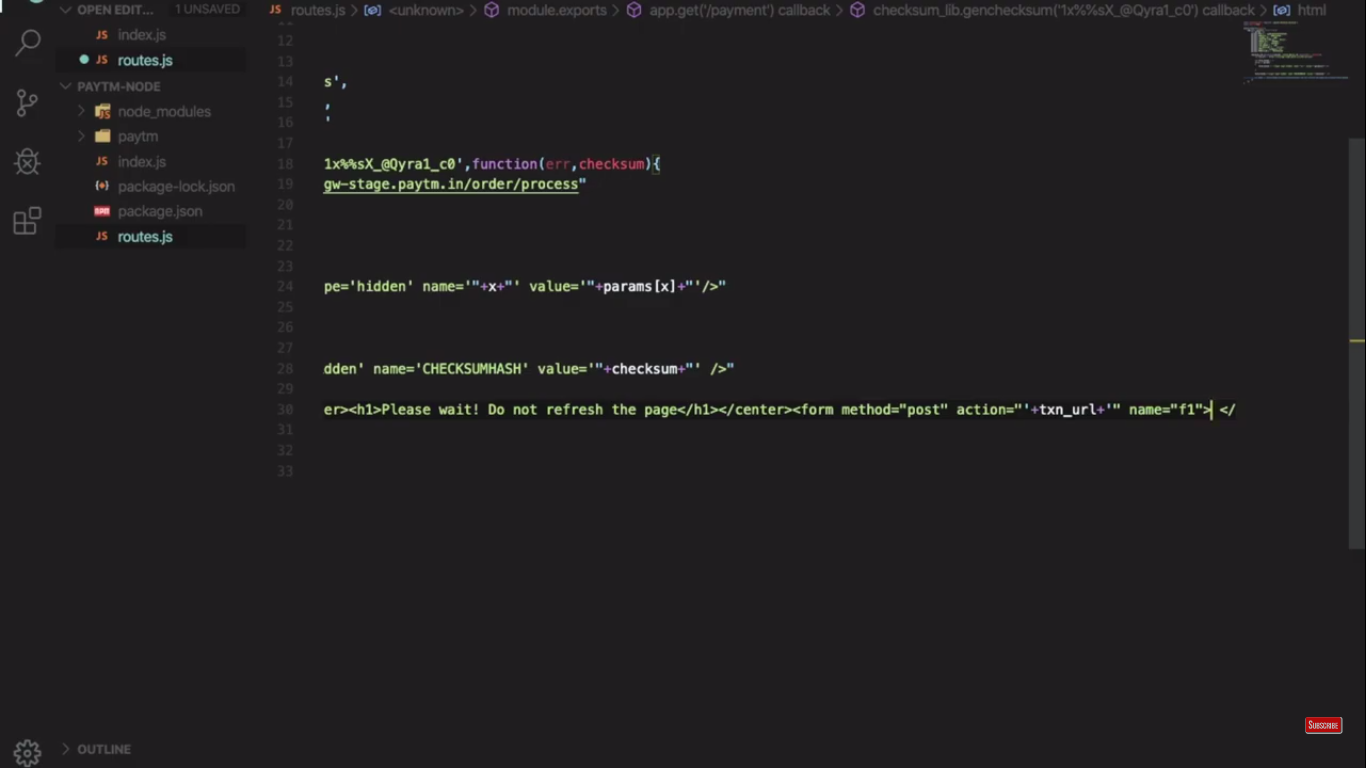 OPEN EDIT... 1 UNSAVED
JS index.js
JS routes.js
PAYTM-NODE
node_modules
paytm
JS index.js
package-lock.json
package.json
JS routes.js
OUTLINE
JS routes.js > <unknown> > module.exports > app.get('/payment') callback > checksum_lib.genchecksum('1x%%sX_@Qyra1_c0') callback > html
12
13
14 s',
15 ,
16 '
17
18 1x%%sX_@Qyra1_c0',function(err,checksum){
19 gw-stage.paytm.in/order/process"
20
21
22
23
24 pe='hidden' name='"+x+"' value='"+params[x]+"'/>"
25
26
27
28 dden' name='CHECKSUMHASH' value='"+checksum+"' />"
29
30 er><h1>Please wait! Do not refresh the page</h1></center><form method="post" action="'+txn_url+'" name="f1"> </
31
32
33
SUBSCRIBE